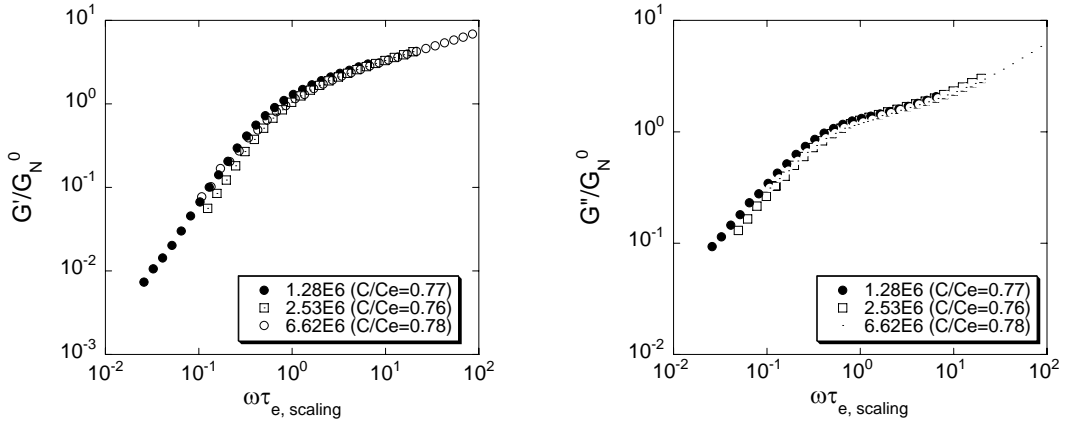 G'/G_N^0
10^2
10^1
10^0
10^-1
10^-2
10^-3
1.28E6 (C/Ce=0.77)
2.53E6 (C/Ce=0.76)
6.62E6 (C/Ce=0.78)
10^-2 10^-1 10^0 10^1 10^2
ωτ_e, scaling
G"/G_N^0
10^2
10^1
10^0
10^-1
10^-2
1.28E6 (C/Ce=0.77)
2.53E6 (C/Ce=0.76)
6.62E6 (C/Ce=0.78)
10^-2 10^-1 10^0 10^1 10^2
ωτ_e, scaling